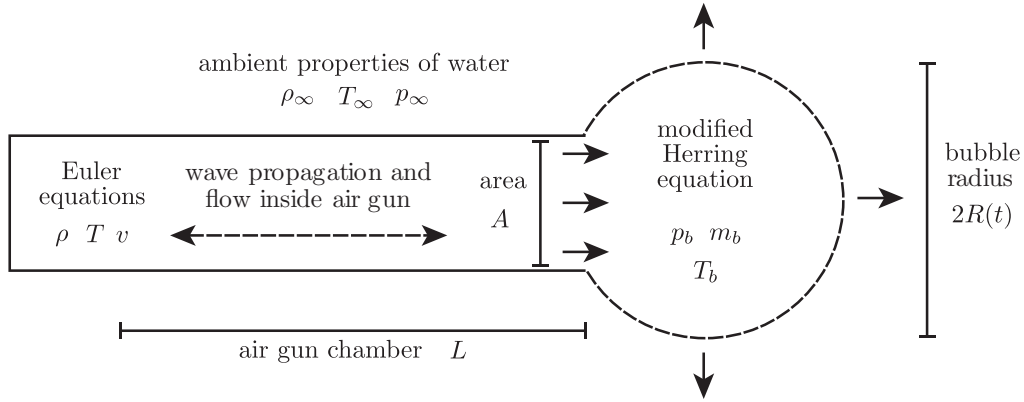 ambient properties of water
ρ∞ T∞ p∞
Euler
equations
ρ T v
wave propagation and
flow inside air gun
area
A
modified
Herring
equation
p_b m_b
T_b
bubble
radius
2R(t)
air gun chamber L